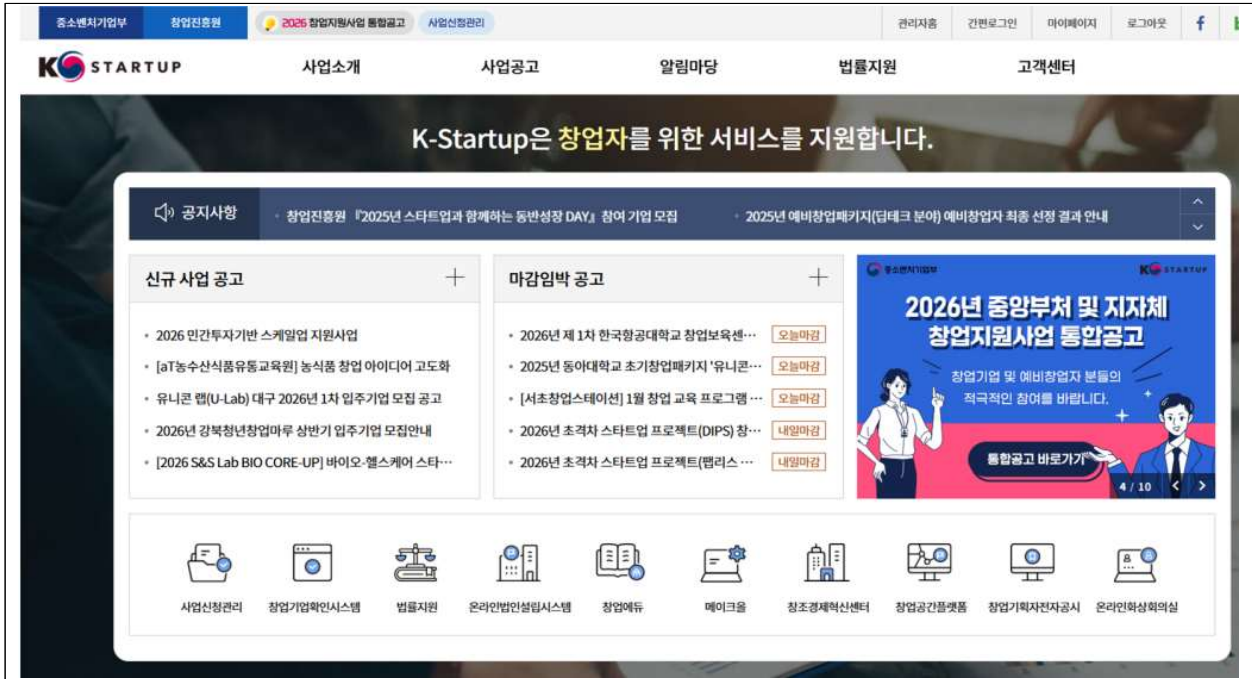 중소벤처기업부 창업진흥원 2026 창업지원사업 통합공고 사업신청관리 관리자홈 간편로그인 마이페이지 로그아웃
K STARTUP 사업소개 사업공고 알림마당 법률지원 고객센터
K-Startup은 창업자를 위한 서비스를 지원합니다.
공지사항 • 창업진흥원 『2025년 스타트업과 함께하는 동반성장 DAY』 참여 기업 모집 • 2025년 예비창업패키지(딥테크 분야) 예비창업자 최종 선정 결과 안내
신규 사업 공고
• 2026 민간투자기반 스케일업 지원사업
• [aT농수산식품유통교육원] 농식품 창업 아이디어 고도화
• 유니콘 랩(U-Lab) 대구 2026년 1차 입주기업 모집 공고
• 2026년 강북청년창업마루 상반기 입주기업 모집안내
• [2026 S&S Lab BIO CORE-UP] 바이오-헬스케어 스타…
마감임박 공고
• 2026년 제 1차 한국항공대학교 창업보육센… 오늘마감
• 2025년 동아대학교 초기창업패키지 '유니콘… 오늘마감
• [서초창업스테이션] 1월 창업 교육 프로그램 … 오늘마감
• 2026년 초격차 스타트업 프로젝트(DIPS) 창… 내일마감
• 2026년 초격차 스타트업 프로젝트(팹리스 … 내일마감
중소벤처기업부 K STARTUP
2026년 중앙부처 및 지자체
창업지원사업 통합공고
창업기업 및 예비창업자 분들의
적극적인 참여를 바랍니다.
통합공고 바로가기
4 / 10
사업신청관리 창업기업확인시스템 법률지원 온라인법인설립시스템 창업에듀 메이크올 창조경제혁신센터 창업공간플랫폼 창업기획자전자공시 온라인화상회의실